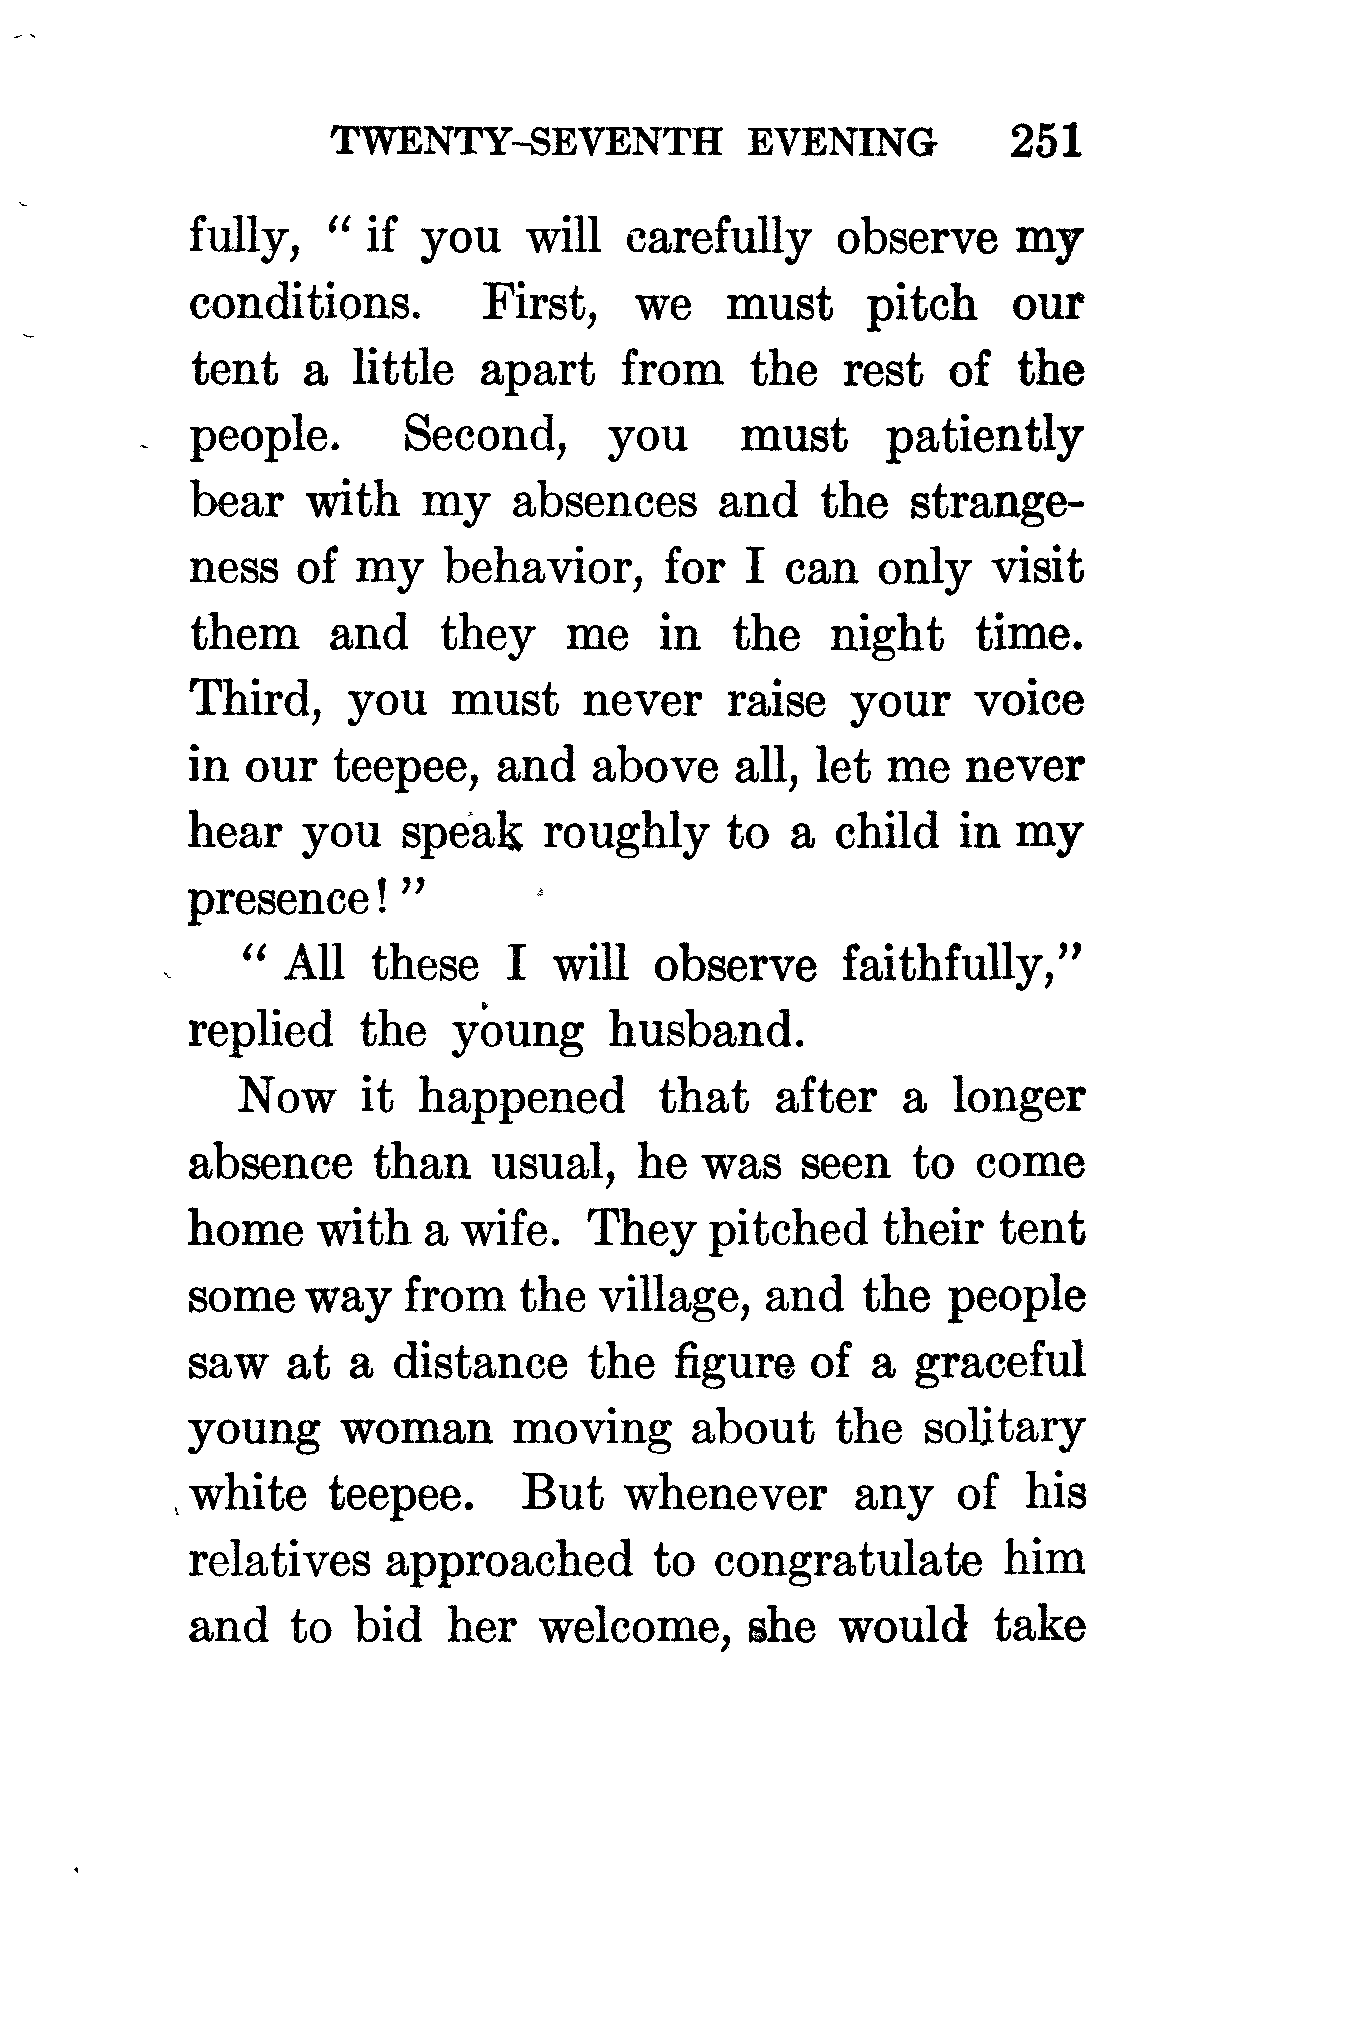 TWENTY-SEVENTH EVENING 251
fully, " if you will carefully observe my
conditions. First, we must pitch our
tent a little apart from the rest of the
people. Second, you must patiently
bear with my absences and the strange-
ness of my behavior, for I can only visit
them and they me in the night time.
Third, you must never raise your voice
in our teepee, and above all, let me never
hear you speak roughly to a child in my
presence! "
" All these I will observe faithfully,"
replied the young husband.
Now it happened that after a longer
absence than usual, he was seen to come
home with a wife. They pitched their tent
some way from the village, and the people
saw at a distance the figure of a graceful
young woman moving about the solitary
white teepee. But whenever any of his
relatives approached to congratulate him
and to bid her welcome, she would take